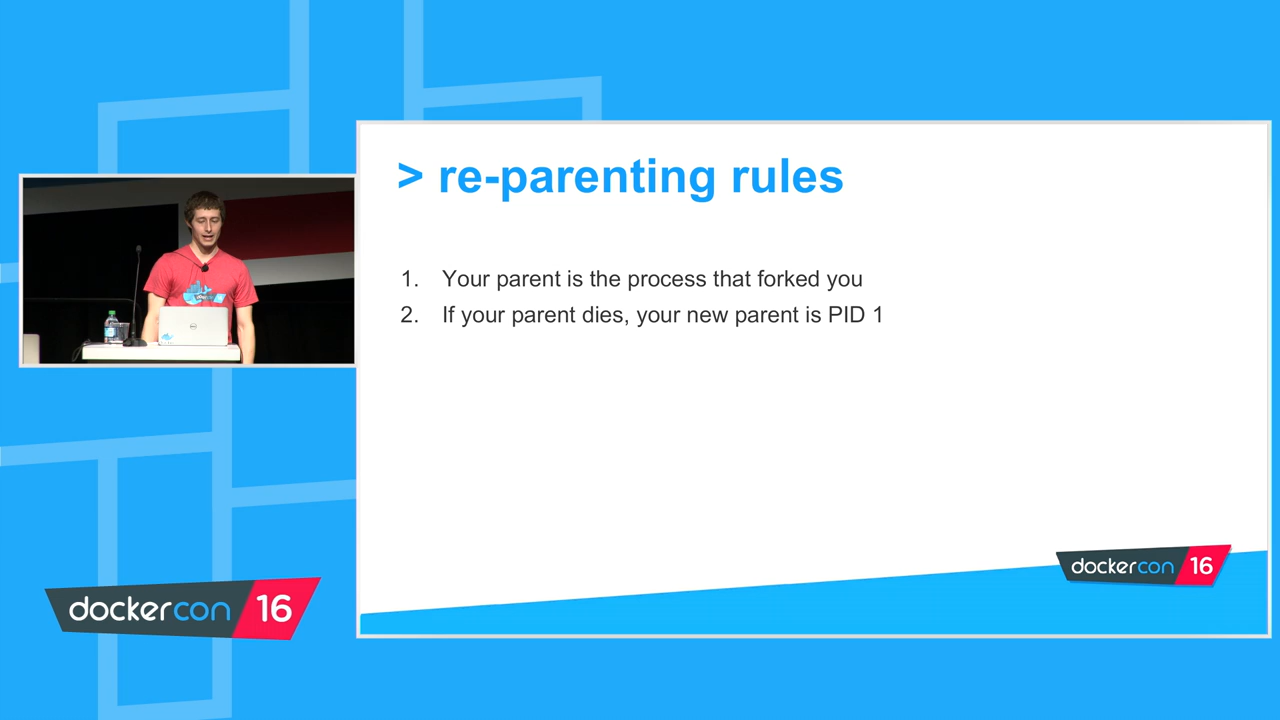 > re-parenting rules
1. Your parent is the process that forked you
2. If your parent dies, your new parent is PID 1
dockercon 16
dockercon 16